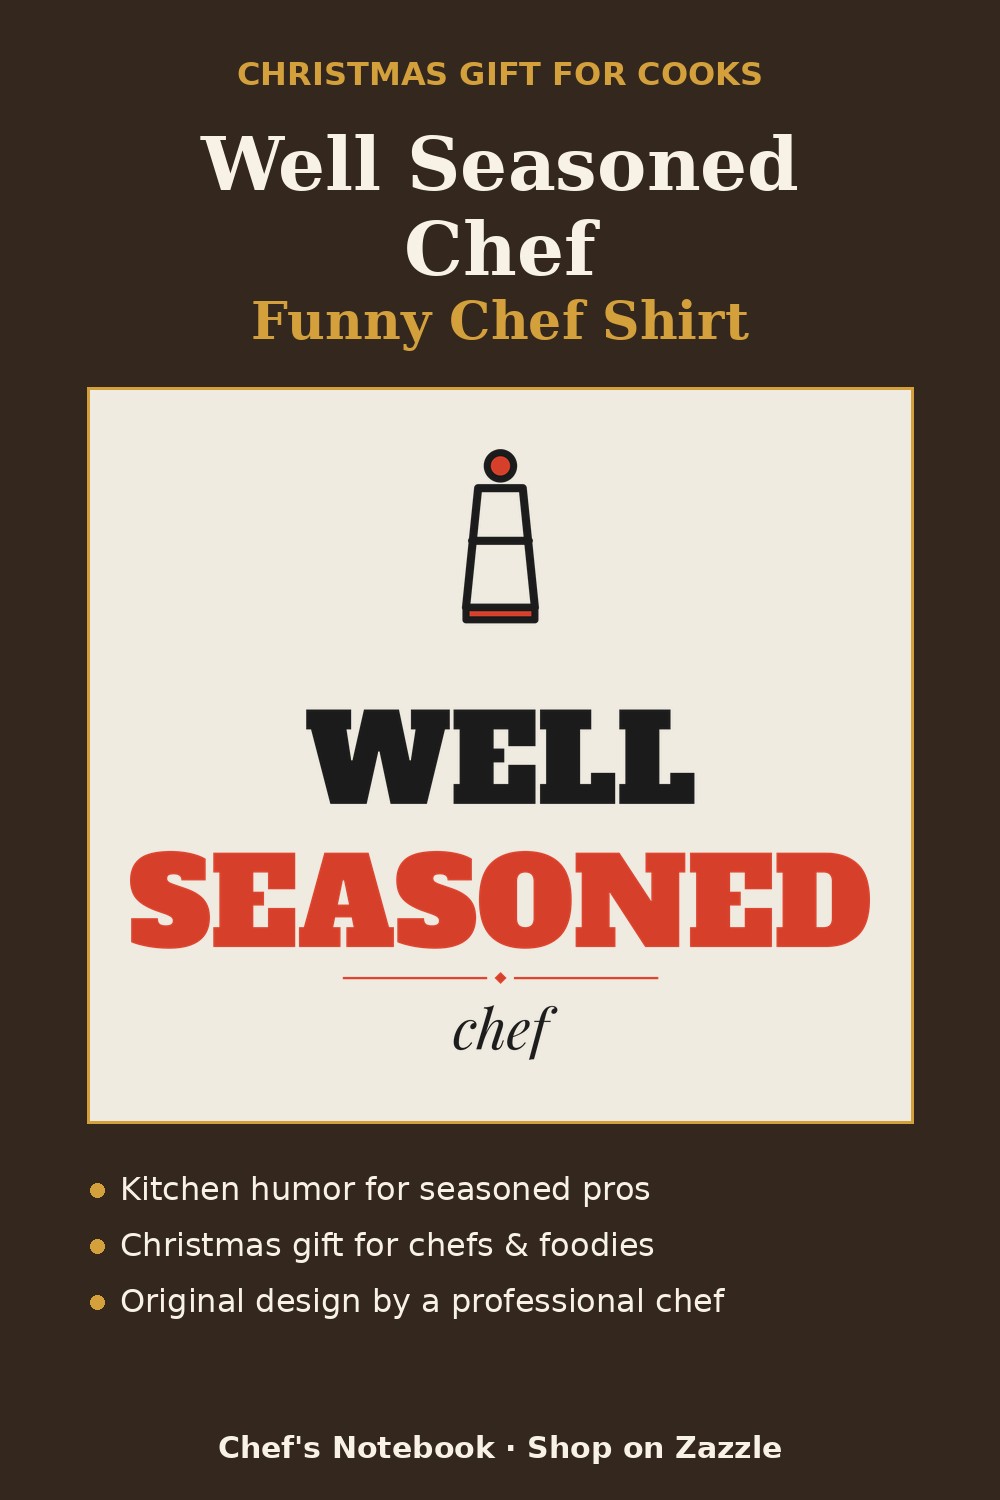 CHRISTMAS GIFT FOR COOKS
Well Seasoned
Chef
Funny Chef Shirt
WELL
SEASONED
chef
Kitchen humor for seasoned pros
Christmas gift for chefs & foodies
Original design by a professional chef
Chef's Notebook · Shop on Zazzle